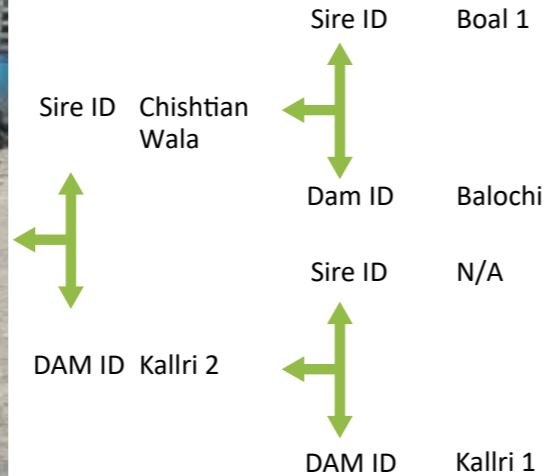 Sire ID Boal 1
Sire ID Chishtian
Wala
Dam ID Balochi
Sire ID N/A
DAM ID Kallri 2
DAM ID Kallri 1